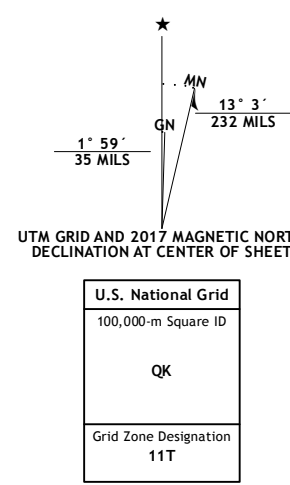 ★
MN
GN
13° 3´
232 MILS
1° 59´
35 MILS
UTM GRID AND 2017 MAGNETIC NORT
DECLINATION AT CENTER OF SHEET
U.S. National Grid
100,000-m Square ID
QK
Grid Zone Designation
11T